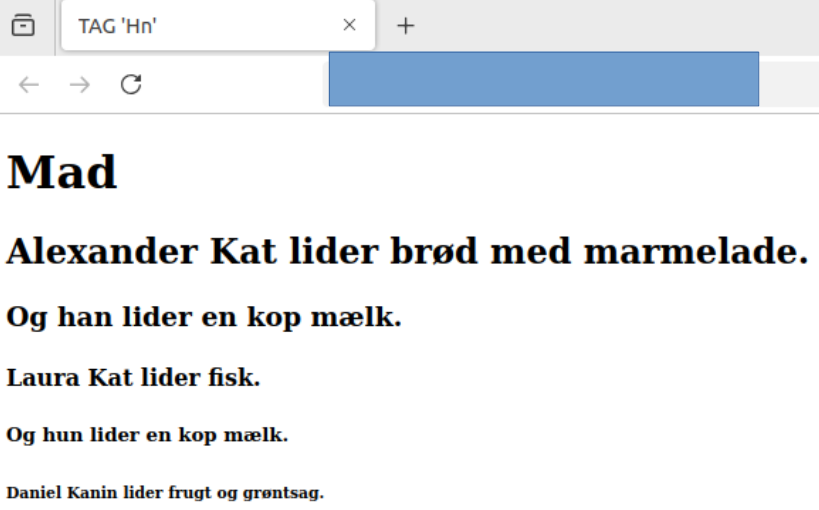 TAG 'Hn'
Mad
Alexander Kat lider brød med marmelade.
Og han lider en kop mælk.
Laura Kat lider fisk.
Og hun lider en kop mælk.
Daniel Kanin lider frugt og grøntsag.